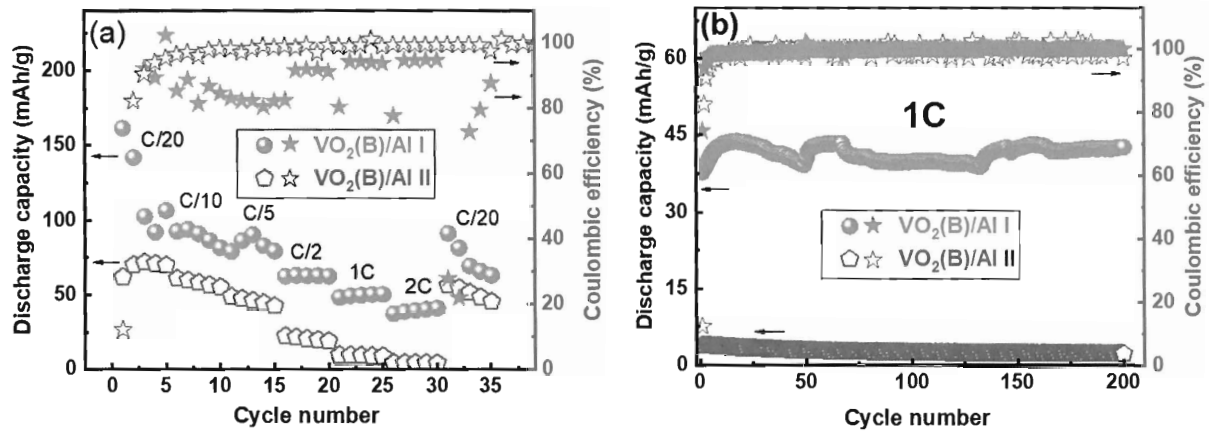 (a)
Discharge capacity (mAh/g)
200
150
100
50
0
C/20
C/10
C/5
C/2
1C
2C
C/20
VO₂(B)/Al I
VO₂(B)/Al II
100
80
60
40
20
0
Coulombic efficiency (%)
0 5 10 15 20 25 30 35
Cycle number
(b)
Discharge capacity (mAh/g)
60
45
30
15
0
1C
VO₂(B)/Al I
VO₂(B)/Al II
100
80
60
40
20
0
Coulombic efficiency (%)
0 50 100 150 200
Cycle number